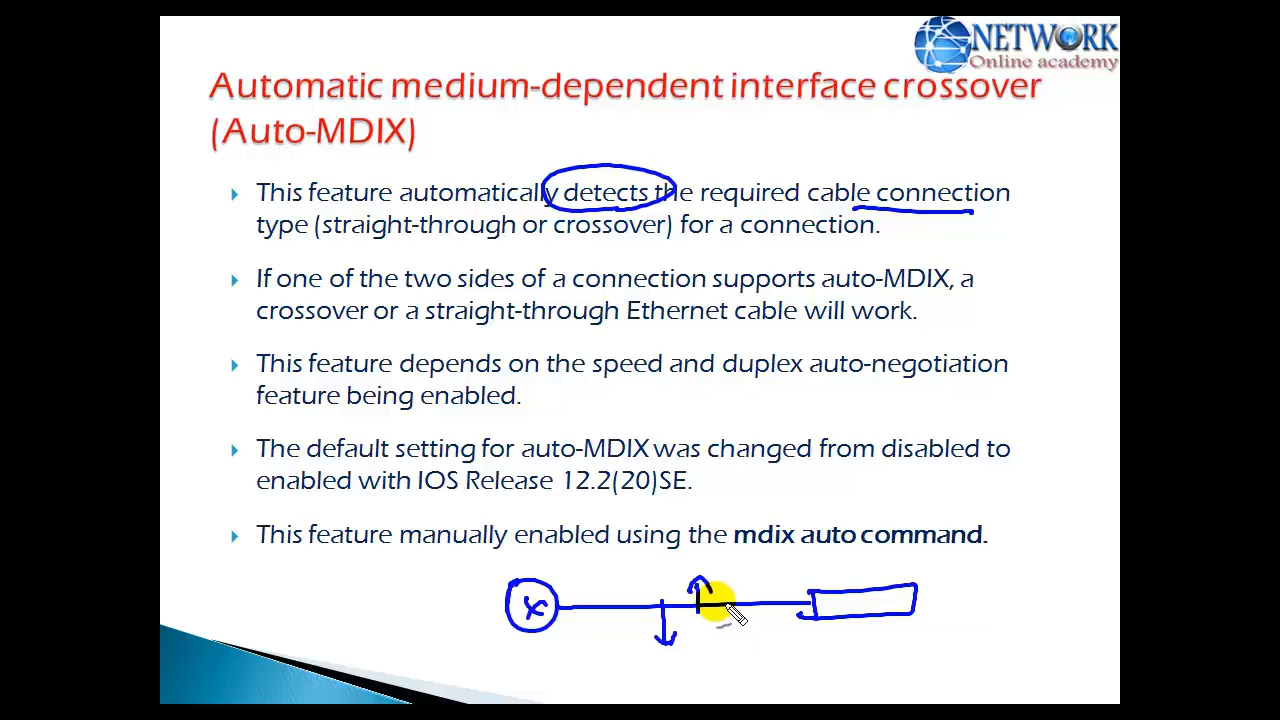 NETWORK
Online academy
Automatic medium-dependent interface crossover
(Auto-MDIX)
This feature automatically detects the required cable connection
type (straight-through or crossover) for a connection.
If one of the two sides of a connection supports auto-MDIX, a
crossover or a straight-through Ethernet cable will work.
This feature depends on the speed and duplex auto-negotiation
feature being enabled.
The default setting for auto-MDIX was changed from disabled to
enabled with IOS Release 12.2(20)SE.
This feature manually enabled using the mdix auto command.
X